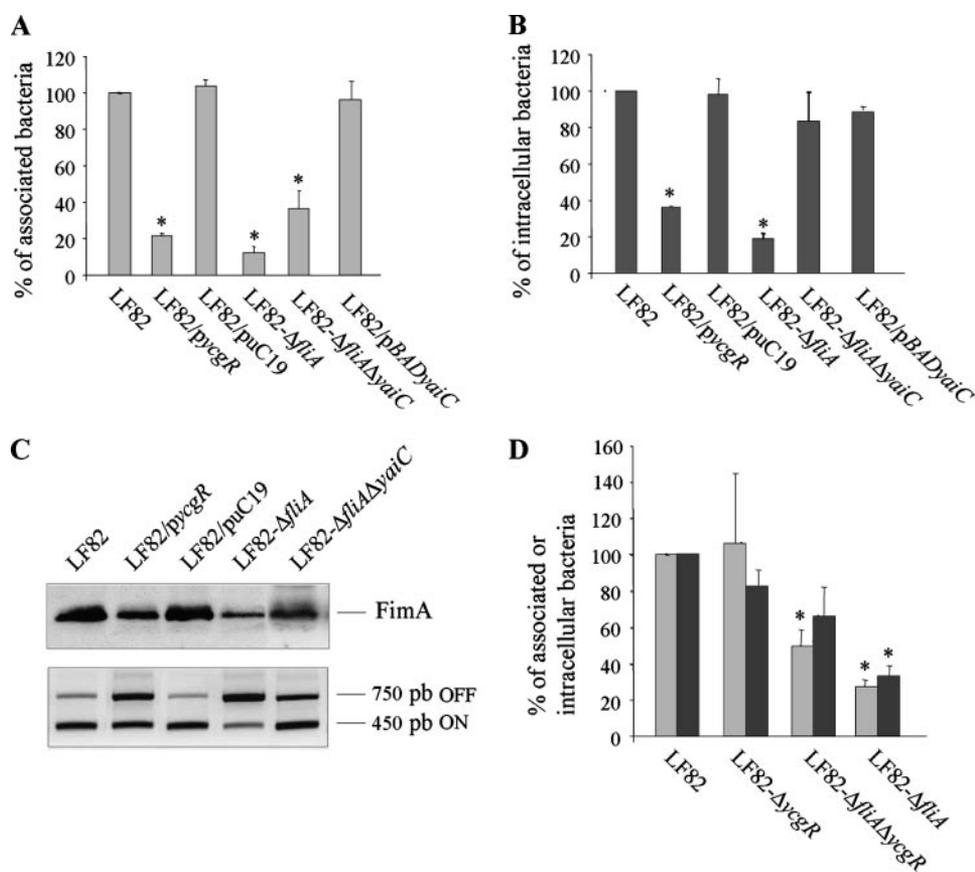 A
% of associated bacteria
120
100
80
60
40
20
0
*
*
*
LF82
LF82/pycgR
LF82/puC19
LF82-ΔfliA
LF82-ΔfliAΔyaiC
LF82/pBADyaiC
B
% of intracellular bacteria
120
100
80
60
40
20
0
*
*
LF82
LF82/pycgR
LF82/puC19
LF82-ΔfliA
LF82-ΔfliAΔyaiC
LF82/pBADyaiC
C
LF82
LF82/pycgR
LF82/puC19
LF82-ΔfliA
LF82-ΔfliAΔyaiC
FimA
750 pb OFF
450 pb ON
D
% of associated or
intracellular bacteria
160
140
120
100
80
60
40
20
0
*
*
*
LF82
LF82-ΔycgR
LF82-ΔfliAΔycgR
LF82-ΔfliA